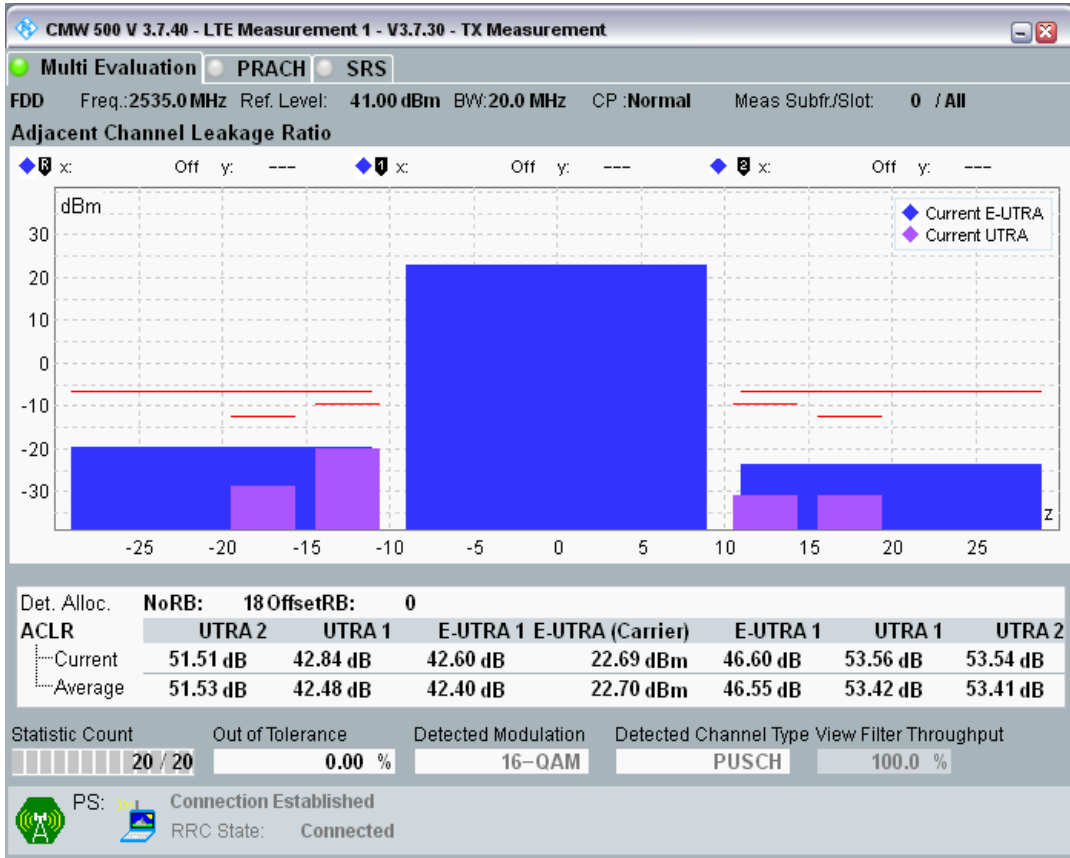 CMW 500 V 3.7.40 - LTE Measurement 1 - V3.7.30 - TX Measurement
Multi Evaluation PRACH SRS
FDD Freq.:2535.0 MHz Ref. Level: 41.00 dBm BW:20.0 MHz CP :Normal Meas Subfr./Slot: 0 / All
Adjacent Channel Leakage Ratio
R x: Off y: --- 1 x: Off y: --- 2 x: Off y: ---
dBm
Current E-UTRA
Current UTRA
30
20
10
0
-10
-20
-30
z
-25 -20 -15 -10 -5 0 5 10 15 20 25
Det. Alloc. NoRB: 18 OffsetRB: 0
ACLR UTRA 2 UTRA 1 E-UTRA 1 E-UTRA (Carrier) E-UTRA 1 UTRA 1 UTRA 2
Current 51.51 dB 42.84 dB 42.60 dB 22.69 dBm 46.60 dB 53.56 dB 53.54 dB
Average 51.53 dB 42.48 dB 42.40 dB 22.70 dBm 46.55 dB 53.42 dB 53.41 dB
Statistic Count Out of Tolerance Detected Modulation Detected Channel Type View Filter Throughput
20 / 20 0.00 % 16-QAM PUSCH 100.0 %
PS: Connection Established
RRC State: Connected